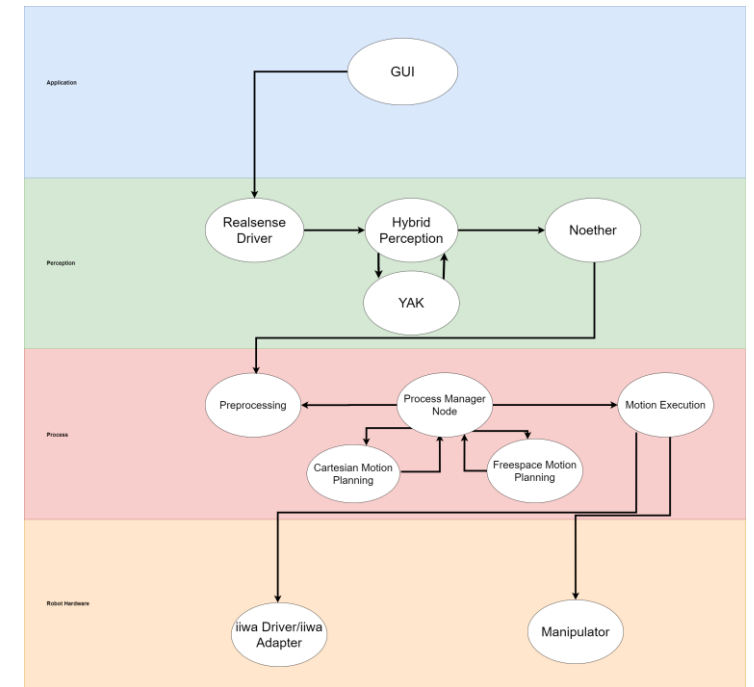 Application
GUI
Perception
Realsense
Driver
Hybrid
Perception
Noether
YAK
Process
Preprocessing
Process Manager
Node
Motion Execution
Cartesian Motion
Planning
Freespace Motion
Planning
Robot Hardware
iiwa Driver/iiwa
Adapter
Manipulator